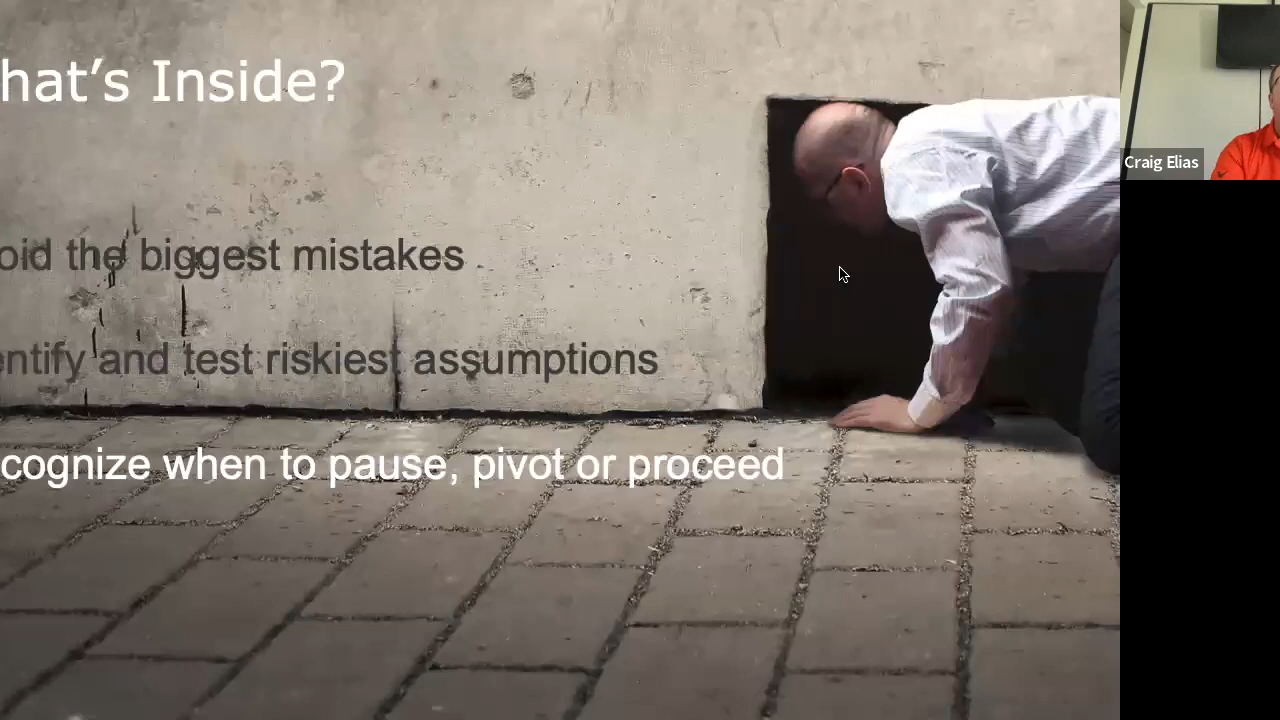 hat’s Inside?
oid the biggest mistakes
entify and test riskiest assumptions
cognize when to pause, pivot or proceed
Craig Elias